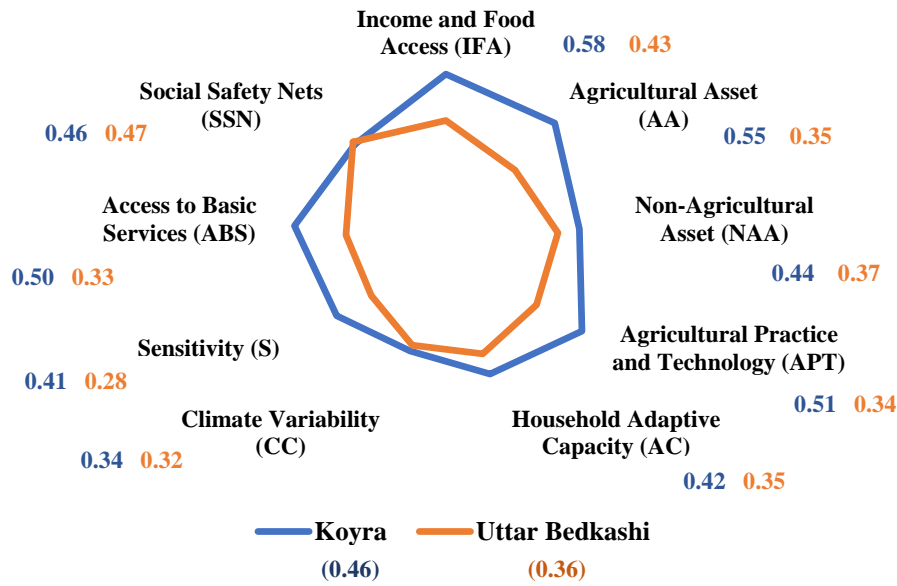 Income and Food
Access (IFA)
0.58 0.43
Agricultural Asset
(AA)
0.55 0.35
Non-Agricultural
Asset (NAA)
0.44 0.37
Agricultural Practice
and Technology (APT)
0.51 0.34
Household Adaptive
Capacity (AC)
0.42 0.35
Climate Variability
(CC)
0.34 0.32
Sensitivity (S)
0.41 0.28
Access to Basic
Services (ABS)
0.50 0.33
Social Safety Nets
(SSN)
0.46 0.47
Koyra Uttar Bedkashi
(0.46) (0.36)